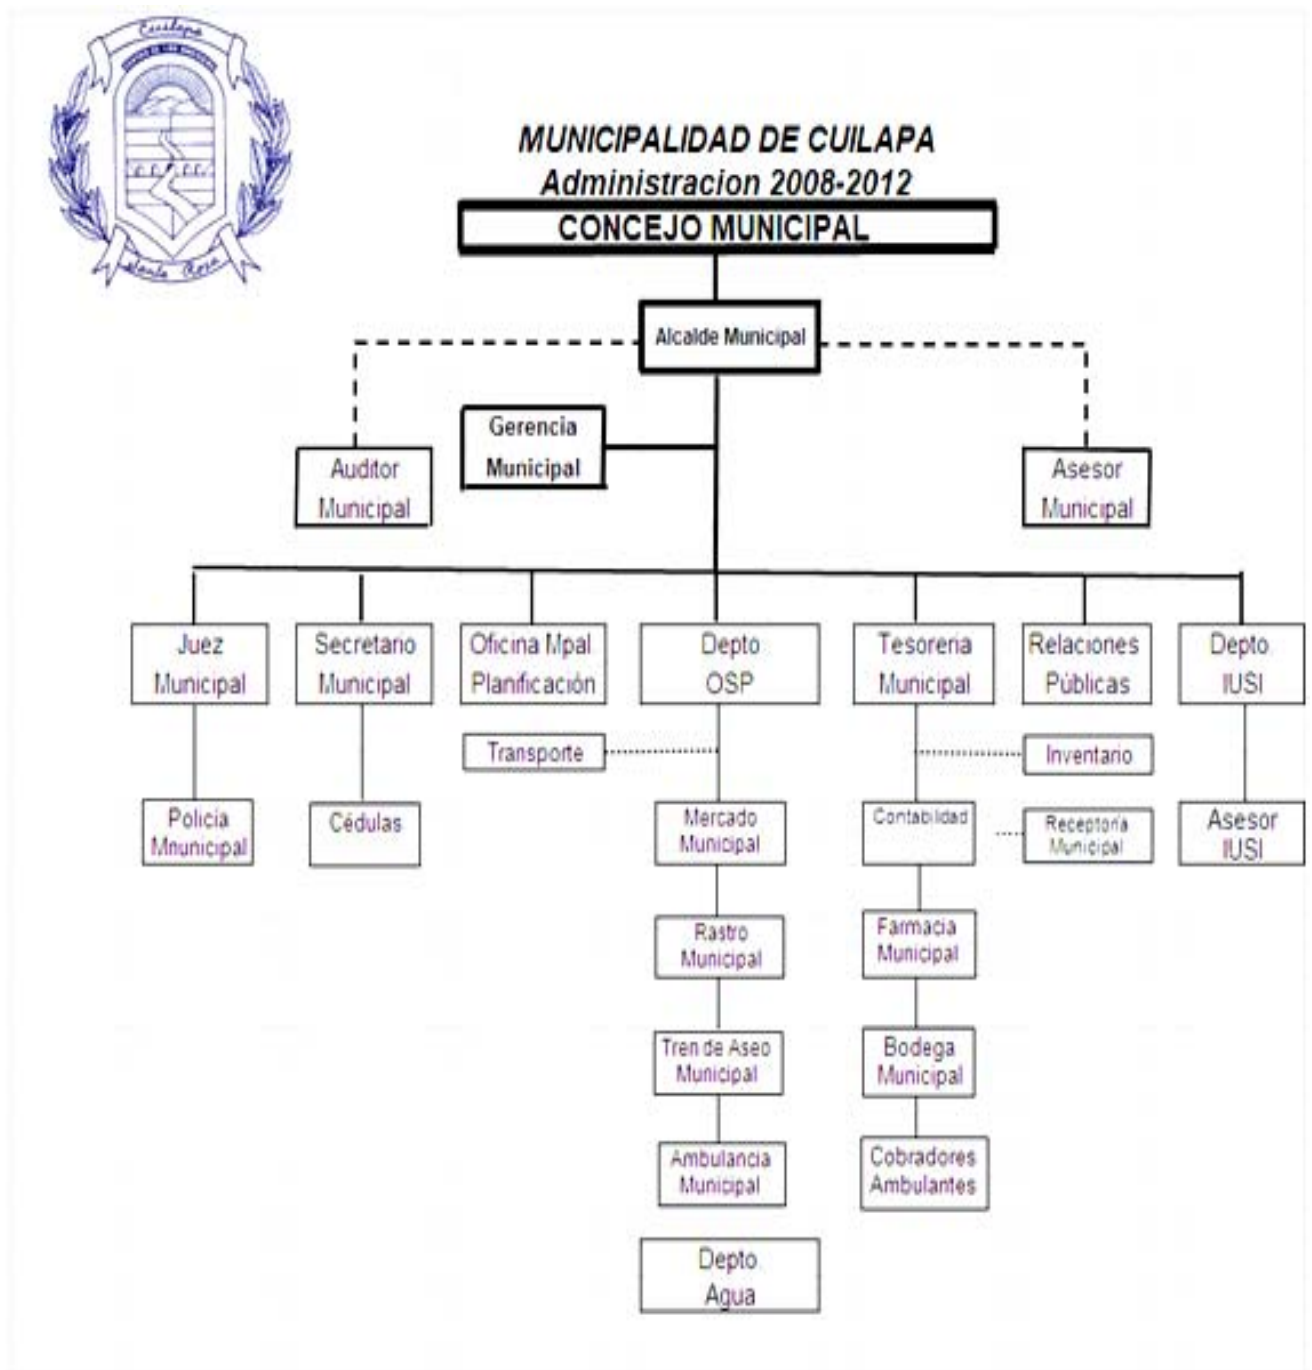 Cuilapa
MUNICIPALIDAD DE CUILAPA
Administracion 2008-2012
CONCEJO MUNICIPAL
Santa Rosa
Alcalde Municipal
Gerencia
Municipal
Auditor
Municipal
Asesor
Municipal
Juez
Municipal
Secretario
Municipal
Oficina Mpal
Planificación
Depto
OSP
Tesoreria
Municipal
Relaciones
Públicas
Depto
IUSI
Transporte
Inventario
Policía
Mnunicipal
Cédulas
Mercado
Municipal
Contabilidad
Receptoría
Municipal
Asesor
IUSI
Rastro
Municipal
Farmacia
Municipal
Tren de Aseo
Municipal
Bodega
Municipal
Ambulancia
Municipal
Cobradores
Ambulantes
Depto
Agua